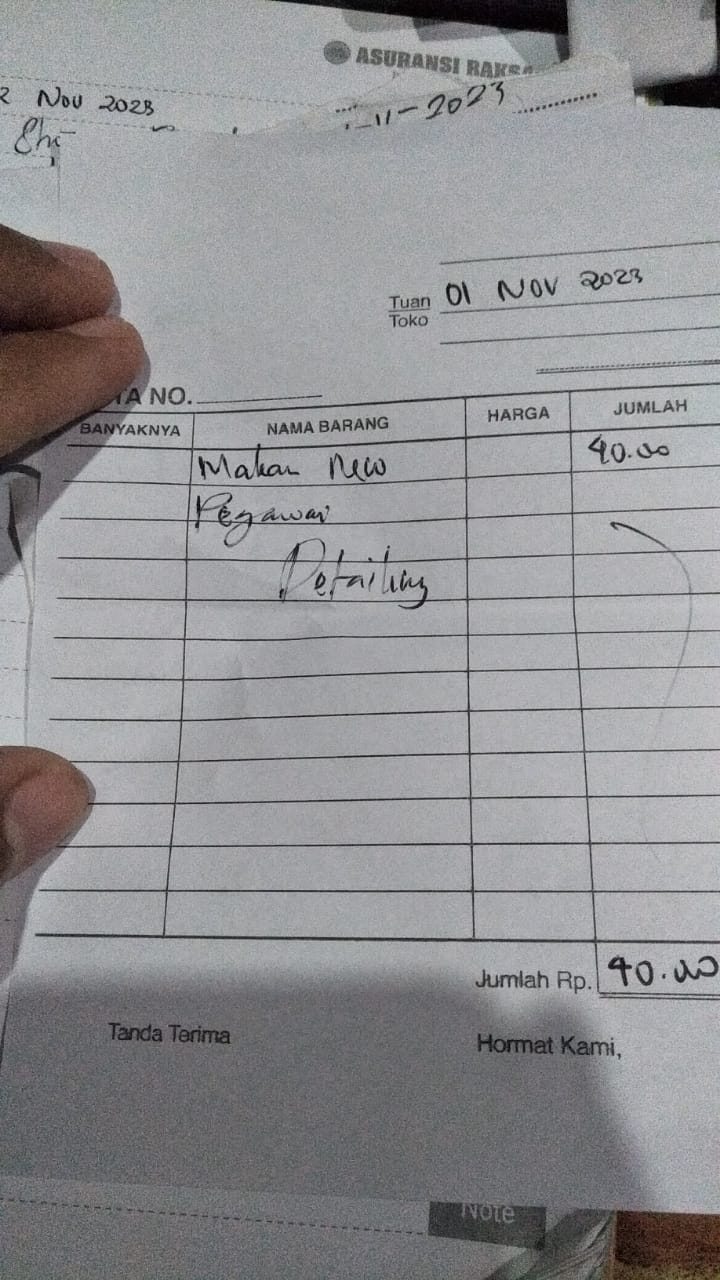 ASURANSI RAKSA
2 Nov 2023
-11-2023
Tuan 01 NOV 2023
Toko
TA NO.
BANYAKNYA NAMA BARANG HARGA JUMLAH
Makan New 40.00
Pegawai
Detailing
Jumlah Rp. 40.00
Tanda Terima Hormat Kami,
Note